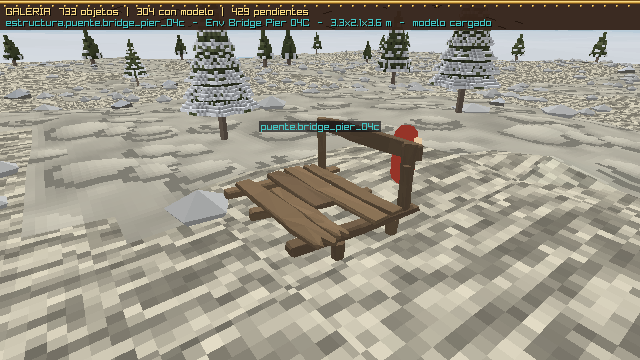 GALERÍA 733 objetos | 304 con modelo | 429 pendientes
estructura.puente.bridge_pier_04c - Env Bridge Pier 04C - 3.3x2.1x3.6 m - modelo cargado
puente.bridge_pier_04c